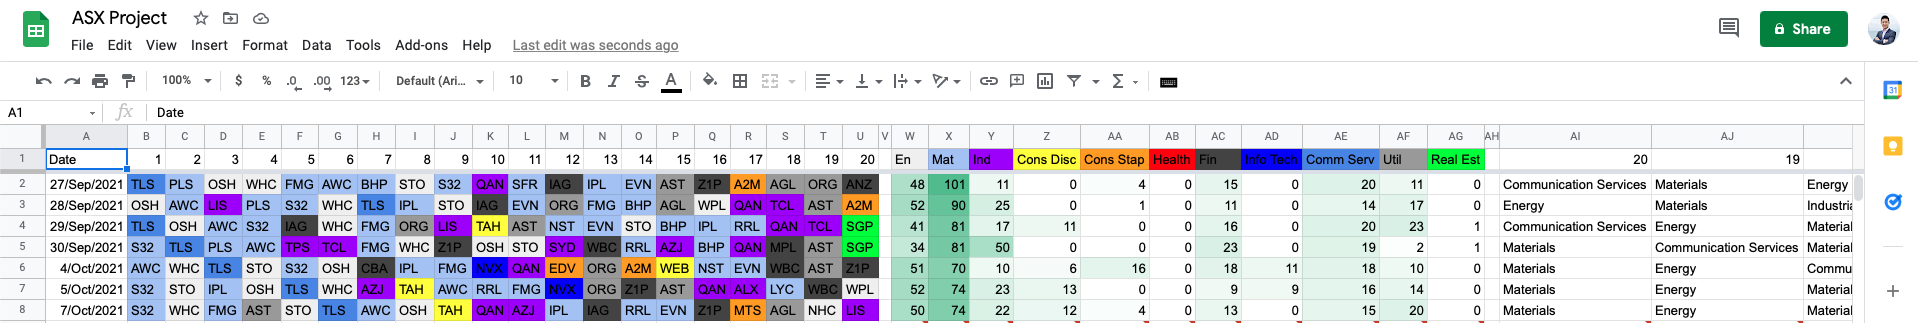 ASX Project
File Edit View Insert Format Data Tools Add-ons Help Last edit was seconds ago
Share
100% $ % .0 .00 123 Default (Ari... 10 B I S A Σ
31
A1 fx Date
A B C D E F G H I J K L M N O P Q R S T U V W X Y Z AA AB AC AD AE AF AG AH AI AJ
1 Date 1 2 3 4 5 6 7 8 9 10 11 12 13 14 15 16 17 18 19 20 En Mat Ind Cons Disc Cons Stap Health Fin Info Tech Comm Serv Util Real Est 20 19
2 27/Sep/2021 TLS PLS OSH WHC FMG AWC BHP STO S32 QAN SFR IAG IPL EVN AST Z1P A2M AGL ORG ANZ 48 101 11 0 4 0 15 0 20 11 0 Communication Services Materials Energy
3 28/Sep/2021 OSH AWC LIS PLS S32 WHC TLS IPL STO IAG EVN ORG FMG BHP AGL WPL QAN TCL AST A2M 52 90 25 0 1 0 11 0 14 17 0 Energy Materials Industria
4 29/Sep/2021 TLS OSH AWC S32 IAG WHC FMG ORG LIS TAH AST NST EVN STO BHP IPL RRL QAN TCL SGP 41 81 17 11 0 0 16 0 20 23 1 Communication Services Energy Material
5 30/Sep/2021 S32 TLS PLS AWC TPS TCL FMG WHC Z1P OSH STO SYD WBC RRL AZJ BHP QAN MPL AST SGP 34 81 50 0 0 0 23 0 19 2 1 Materials Communication Services Material
6 4/Oct/2021 AWC WHC TLS STO S32 OSH CBA IPL FMG NVX QAN EDV ORG A2M WEB NST EVN WBC AST Z1P 51 70 10 6 16 0 18 11 18 10 0 Materials Energy Commu
7 5/Oct/2021 S32 STO IPL OSH TLS WHC AZJ TAH AWC RRL FMG NVX ORG Z1P AST QAN ALX LYC WBC WPL 52 74 23 13 0 0 9 9 16 14 0 Materials Energy Material
8 7/Oct/2021 S32 WHC FMG AST STO TLS AWC OSH TAH QAN AZJ IPL IAG RRL EVN Z1P MTS AGL NHC LIS 50 74 22 12 4 0 13 0 15 20 0 Materials Energy Material